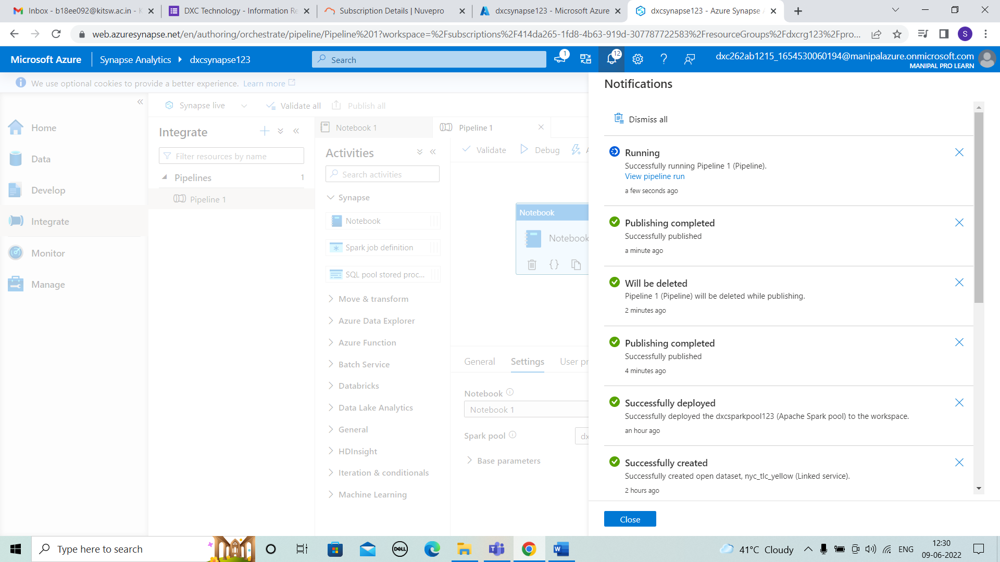 Inbox - b18ee092@kitsw.ac.in - K
DXC Technology - Information Re
Subscription Details | Nuvepro
dxcsynapse123 - Microsoft Azure
dxcsynapse123 - Azure Synapse A
web.azuresynapse.net/en/authoring/orchestrate/pipeline/Pipeline%201?workspace=%2Fsubscriptions%2F414da265-1fd8-4b63-919d-307787722583%2FresourceGroups%2Fdxcrg123%2Fpro...
S
Microsoft Azure
Synapse Analytics
dxcsynapse123
Search
1
12
dxc262ab1215_1654530060194@manipalazure.onmicrosoft.com
MANIPAL PRO LEARN
We use optional cookies to provide a better experience. Learn more
Home
Data
Develop
Integrate
Monitor
Manage
Synapse live
Validate all
Publish all
Integrate
Filter resources by name
Pipelines
1
Pipeline 1
Notebook 1
Pipeline 1
Activities
Search activities
Synapse
Notebook
Spark job definition
SQL pool stored proc...
Move & transform
Azure Data Explorer
Azure Function
Batch Service
Databricks
Data Lake Analytics
General
HDInsight
Iteration & conditionals
Machine Learning
Validate
Debug
A
Notebook
Notebook
General
Settings
User pr
Notebook
Notebook 1
Spark pool
dx
Base parameters
Notifications
Dismiss all
Running
Successfully running Pipeline 1 (Pipeline).
View pipeline run
a few seconds ago
Publishing completed
Successfully published
a minute ago
Will be deleted
Pipeline 1 (Pipeline) will be deleted while publishing.
2 minutes ago
Publishing completed
Successfully published
4 minutes ago
Successfully deployed
Successfully deployed the dxcsparkpool123 (Apache Spark pool) to the workspace.
an hour ago
Successfully created
Successfully created open dataset, nyc_tlc_yellow (Linked service).
2 hours ago
Close
Type here to search
DELL
W
41°C Cloudy
ENG
12:30
09-06-2022